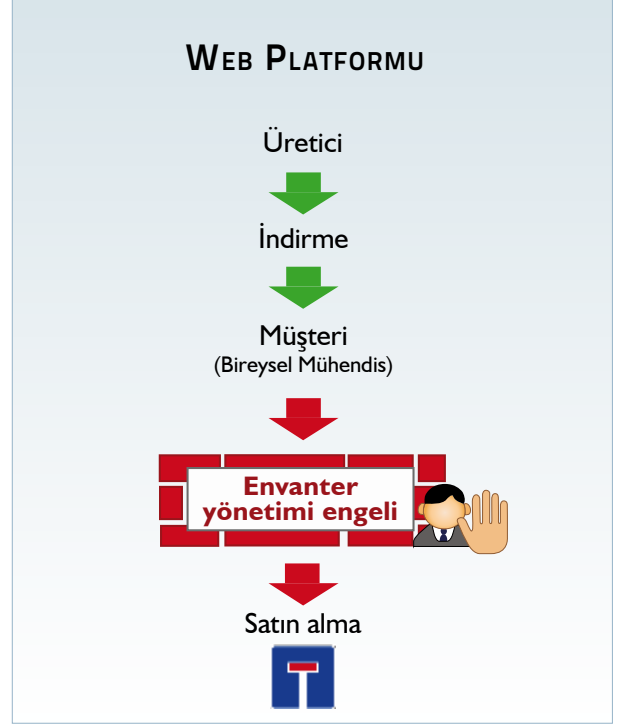 WEB PLATFORMU
Üretici
İndirme
Müşteri
(Bireysel Mühendis)
Envanter
yönetimi engeli
Satın alma